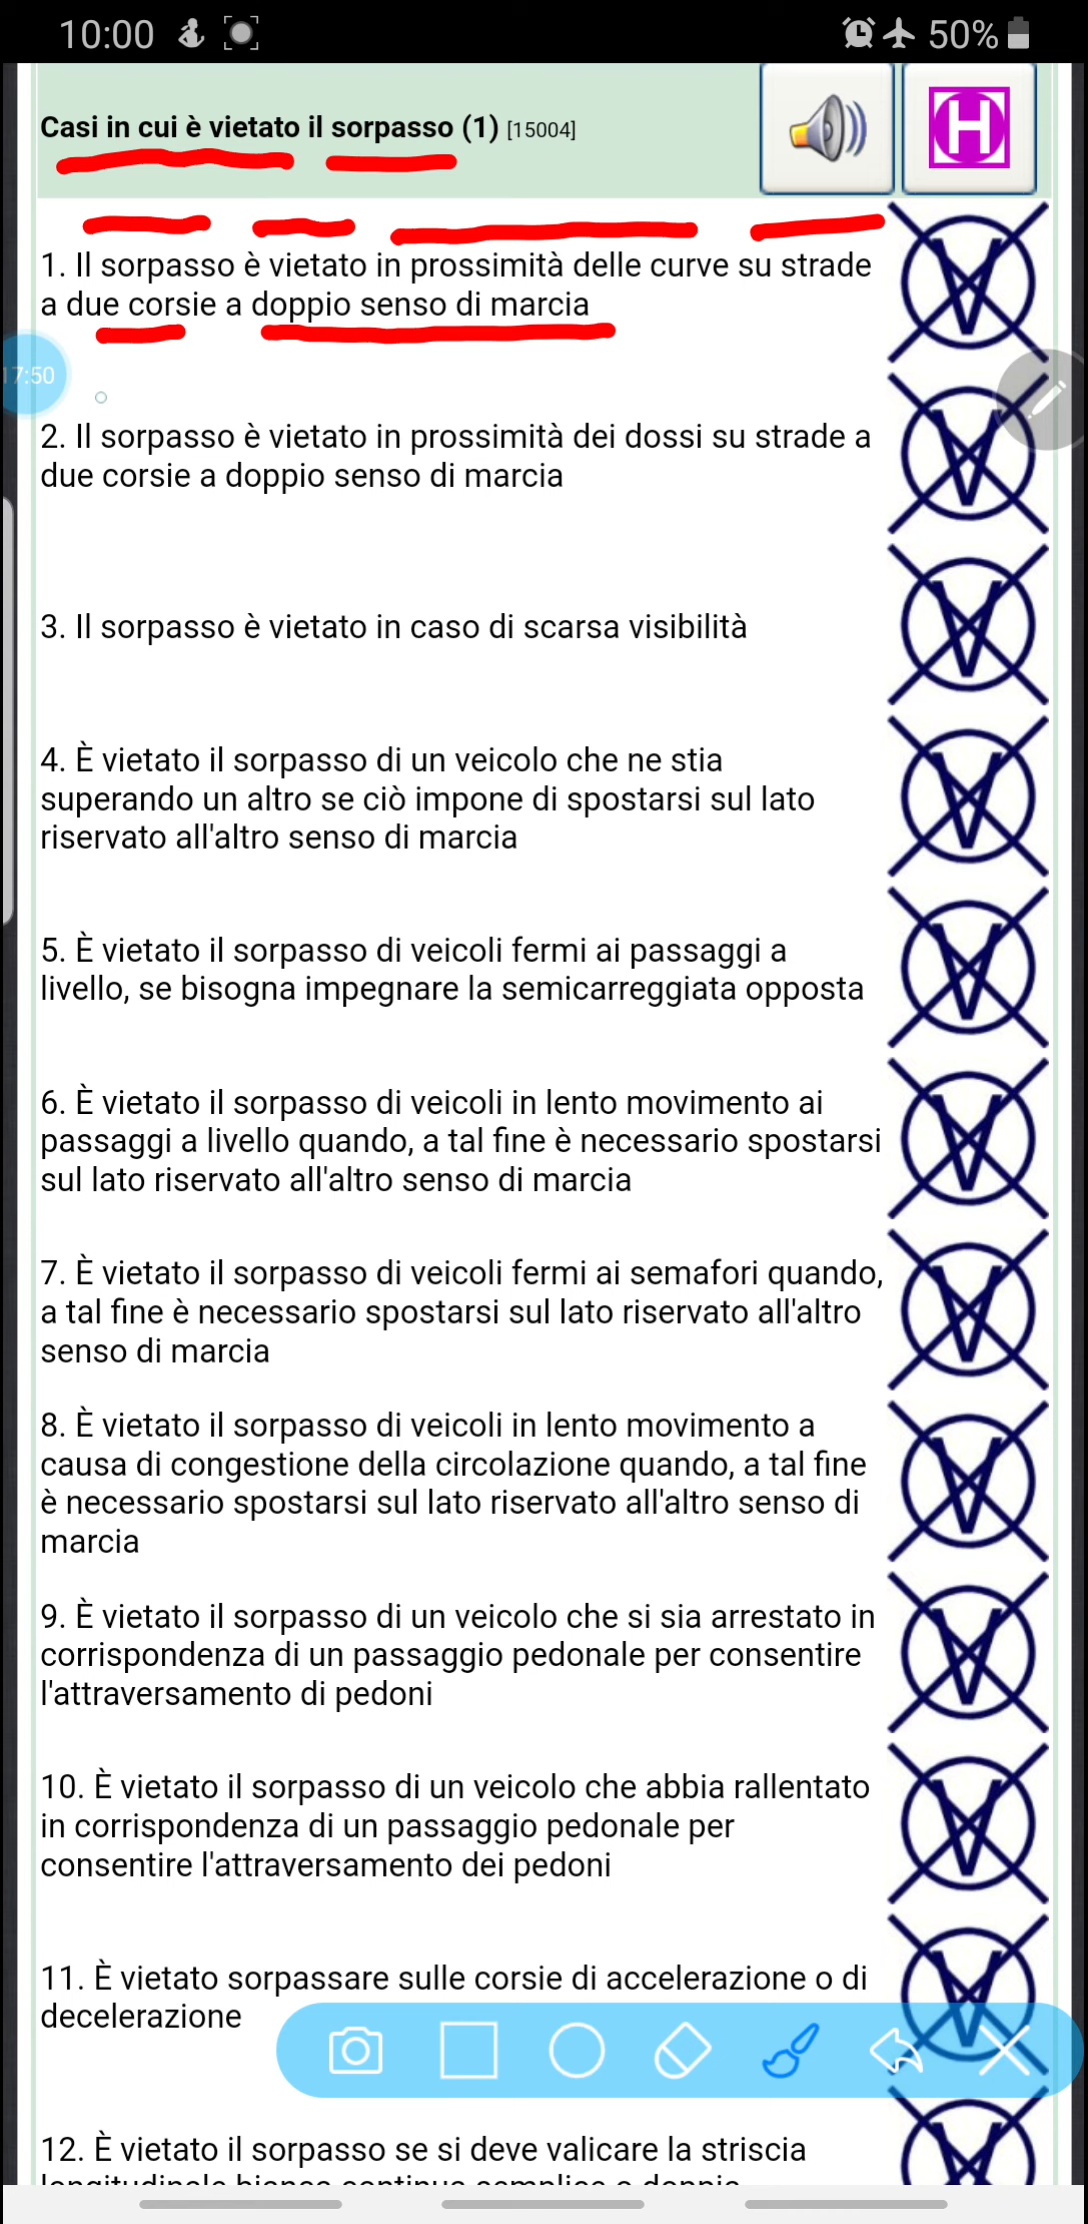 10:00
50%
Casi in cui è vietato il sorpasso (1) [15004]
H
1. Il sorpasso è vietato in prossimità delle curve su strade
a due corsie a doppio senso di marcia
V
17:50
2. Il sorpasso è vietato in prossimità dei dossi su strade a
due corsie a doppio senso di marcia
V
3. Il sorpasso è vietato in caso di scarsa visibilità
V
4. È vietato il sorpasso di un veicolo che ne stia
superando un altro se ciò impone di spostarsi sul lato
riservato all'altro senso di marcia
V
5. È vietato il sorpasso di veicoli fermi ai passaggi a
livello, se bisogna impegnare la semicarreggiata opposta
V
6. È vietato il sorpasso di veicoli in lento movimento ai
passaggi a livello quando, a tal fine è necessario spostarsi
sul lato riservato all'altro senso di marcia
V
7. È vietato il sorpasso di veicoli fermi ai semafori quando,
a tal fine è necessario spostarsi sul lato riservato all'altro
senso di marcia
V
8. È vietato il sorpasso di veicoli in lento movimento a
causa di congestione della circolazione quando, a tal fine
è necessario spostarsi sul lato riservato all'altro senso di
marcia
V
9. È vietato il sorpasso di un veicolo che si sia arrestato in
corrispondenza di un passaggio pedonale per consentire
l'attraversamento di pedoni
V
10. È vietato il sorpasso di un veicolo che abbia rallentato
in corrispondenza di un passaggio pedonale per
consentire l'attraversamento dei pedoni
V
11. È vietato sorpassare sulle corsie di accelerazione o di
decelerazione
V
12. È vietato il sorpasso se si deve valicare la striscia
longitudinale bianca continua semplice o doppia
V